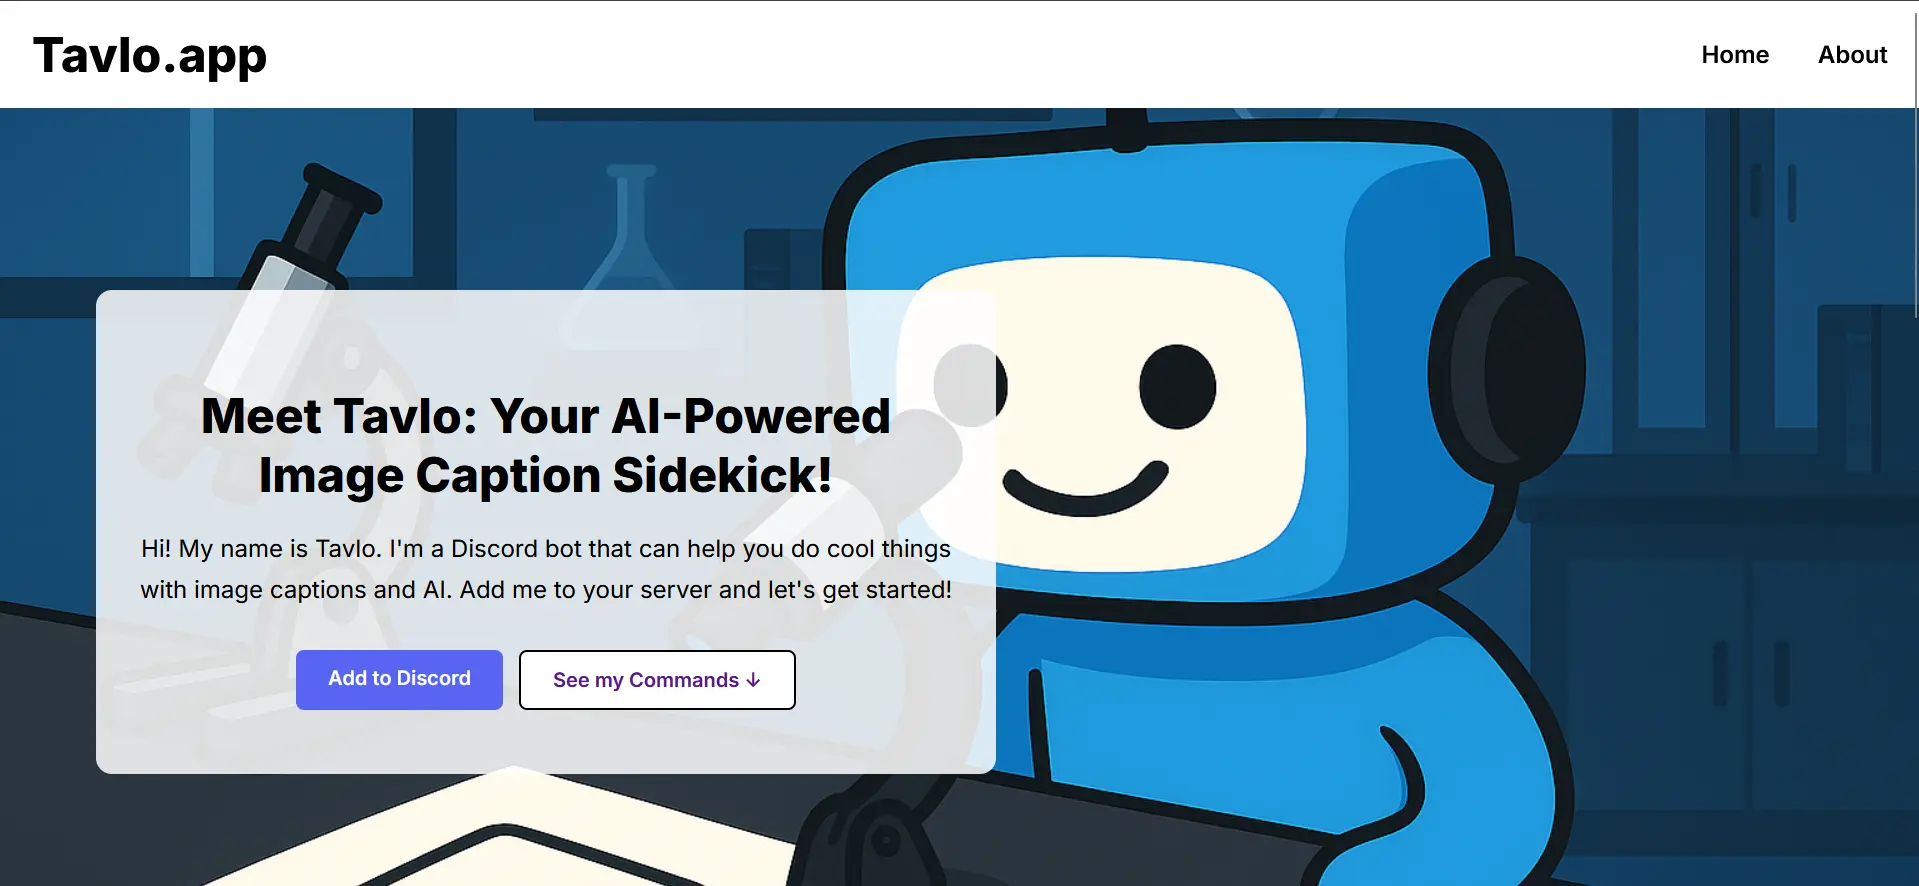 Tavlo.app
Home
About
Meet Tavlo: Your AI-Powered
Image Caption Sidekick!
Hi! My name is Tavlo. I'm a Discord bot that can help you do cool things
with image captions and AI. Add me to your server and let's get started!
Add to Discord
See my Commands ↓